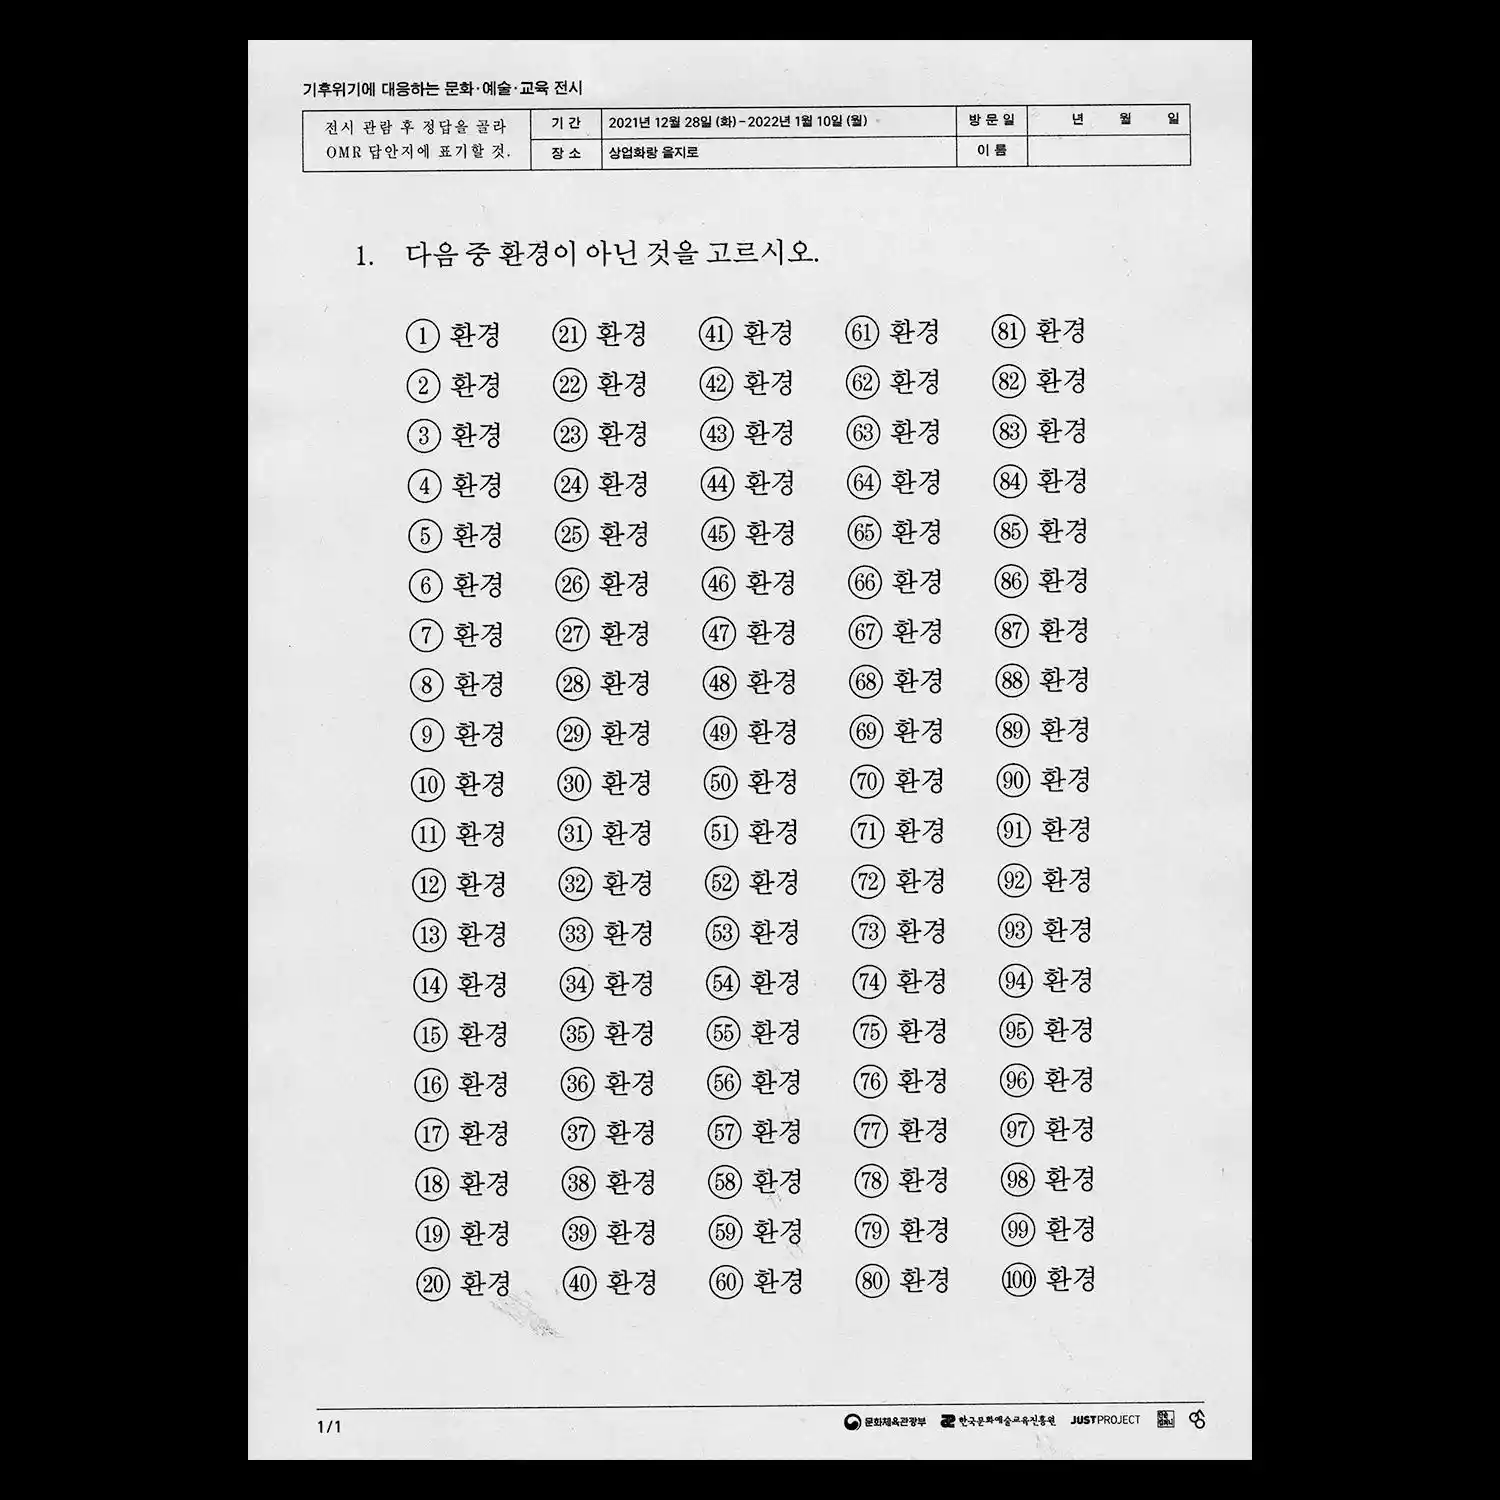 기후위기에 대응하는 문화·예술·교육 전시
전시 관람 후 정답을 골라
OMR 답안지에 표기할 것.
기 간 2021년 12월 28일 (화) – 2022년 1월 10일 (월) 방 문 일 년 월 일
장 소 상업화랑 을지로 이 름
1. 다음 중 환경이 아닌 것을 고르시오.
① 환경 ㉑ 환경 ㊶ 환경 61 환경 81 환경
② 환경 ㉒ 환경 ㊷ 환경 62 환경 82 환경
③ 환경 ㉓ 환경 ㊸ 환경 63 환경 83 환경
④ 환경 ㉔ 환경 ㊹ 환경 64 환경 84 환경
⑤ 환경 ㉕ 환경 ㊺ 환경 65 환경 85 환경
⑥ 환경 ㉖ 환경 ㊻ 환경 66 환경 86 환경
⑦ 환경 ㉗ 환경 ㊼ 환경 67 환경 87 환경
⑧ 환경 ㉘ 환경 ㊽ 환경 68 환경 88 환경
⑨ 환경 ㉙ 환경 ㊾ 환경 69 환경 89 환경
⑩ 환경 ㉚ 환경 ㊿ 환경 70 환경 90 환경
⑪ 환경 ㉛ 환경 51 환경 71 환경 91 환경
⑫ 환경 ㉜ 환경 52 환경 72 환경 92 환경
⑬ 환경 ㉝ 환경 53 환경 73 환경 93 환경
⑭ 환경 ㉞ 환경 54 환경 74 환경 94 환경
⑮ 환경 ㉟ 환경 55 환경 75 환경 95 환경
⑯ 환경 ㊱ 환경 56 환경 76 환경 96 환경
⑰ 환경 ㊲ 환경 57 환경 77 환경 97 환경
⑱ 환경 ㊳ 환경 58 환경 78 환경 98 환경
⑲ 환경 ㊴ 환경 59 환경 79 환경 99 환경
⑳ 환경 ㊵ 환경 60 환경 80 환경 100 환경
1/1 문화체육관광부 한국문화예술교육진흥원 JUSTPROJECT